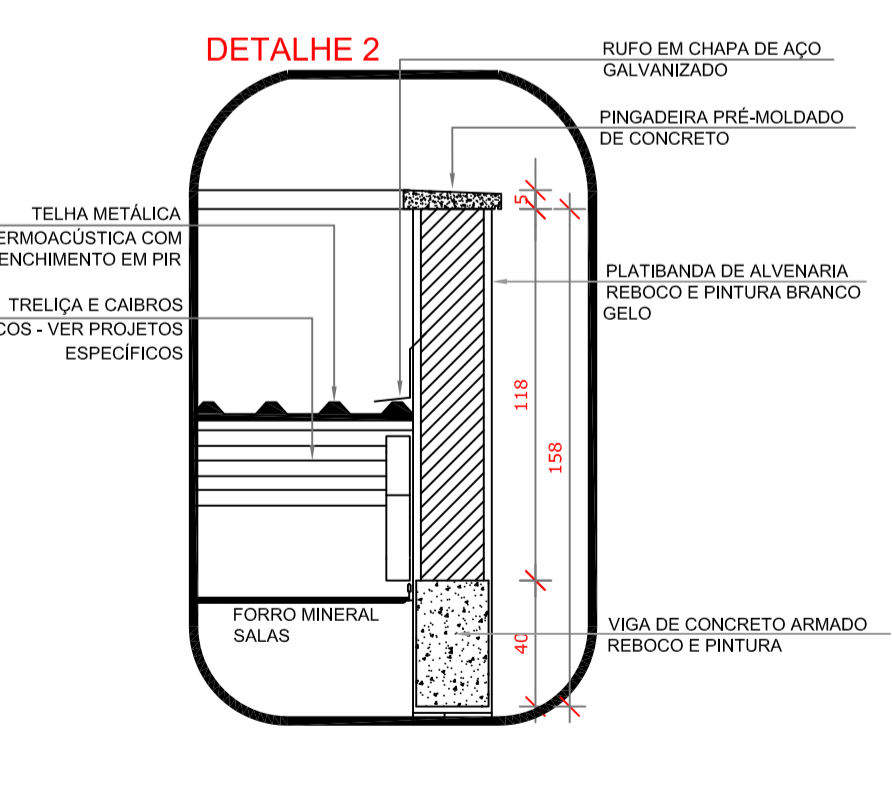 DETALHE 2
RUFO EM CHAPA DE AÇO
GALVANIZADO
PINGADEIRA PRÉ-MOLDADO
DE CONCRETO
5
TELHA METÁLICA
ERMOACÚSTICA COM
ENCHIMENTO EM PIR
PLATIBANDA DE ALVENARIA
REBOCO E PINTURA BRANCO
GELO
TRELIÇA E CAIBROS
COS - VER PROJETOS
ESPECÍFICOS
118
158
FORRO MINERAL
SALAS
40
VIGA DE CONCRETO ARMADO
REBOCO E PINTURA